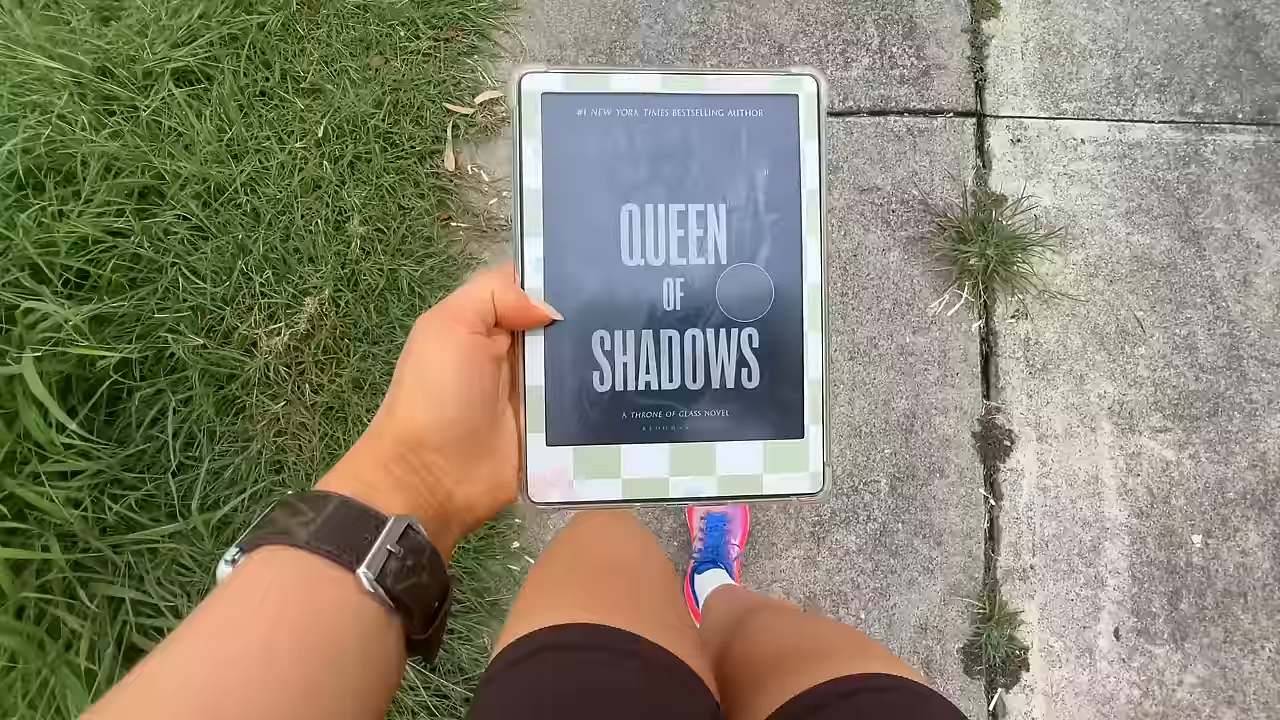 #1 NEW YORK TIMES BESTSELLING AUTHOR
QUEEN
OF
SHADOWS
A THRONE OF GLASS NOVEL